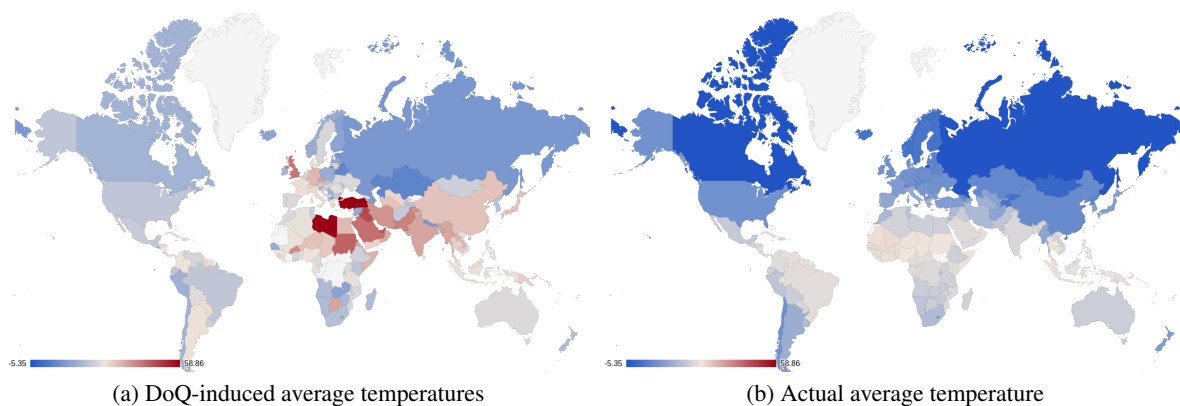 -5.35 58.86 -5.35 58.86
(a) DoQ-induced average temperatures (b) Actual average temperature